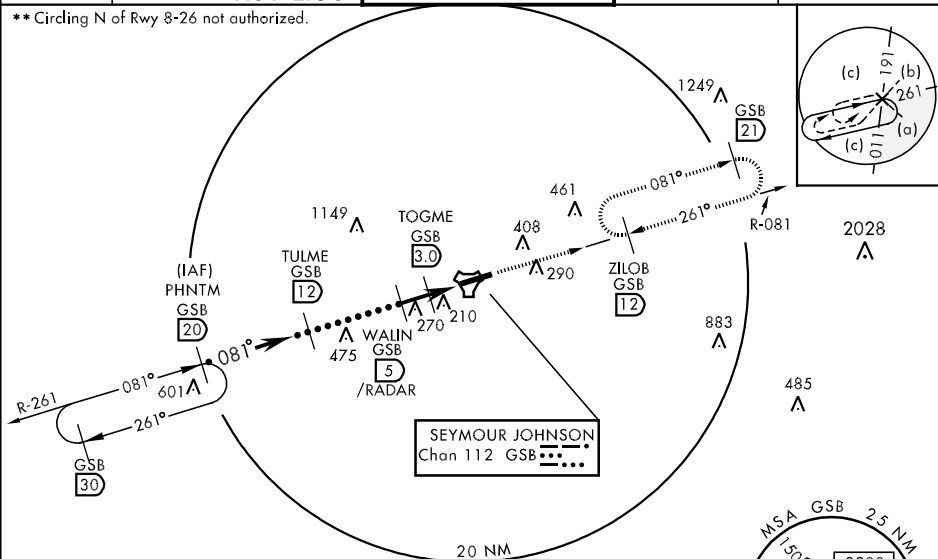 ** Circling N of Rwy 8-26 not authorized.
(c)
191
(b)
261
(a)
(c)
011
1249
GSB
21
081°
261°
R-081
461
1149
TOGME
GSB
3.0
408
290
2028
TULME
GSB
12
ZILOB
GSB
12
(IAF)
PHNTM
GSB
20
081°
475
WALIN
GSB
5
/RADAR
270
210
883
485
601
081°
R-261
261°
GSB
30
SEYMOUR JOHNSON
Chan 112 GSB
20 NM
MSA GSB 25 NM